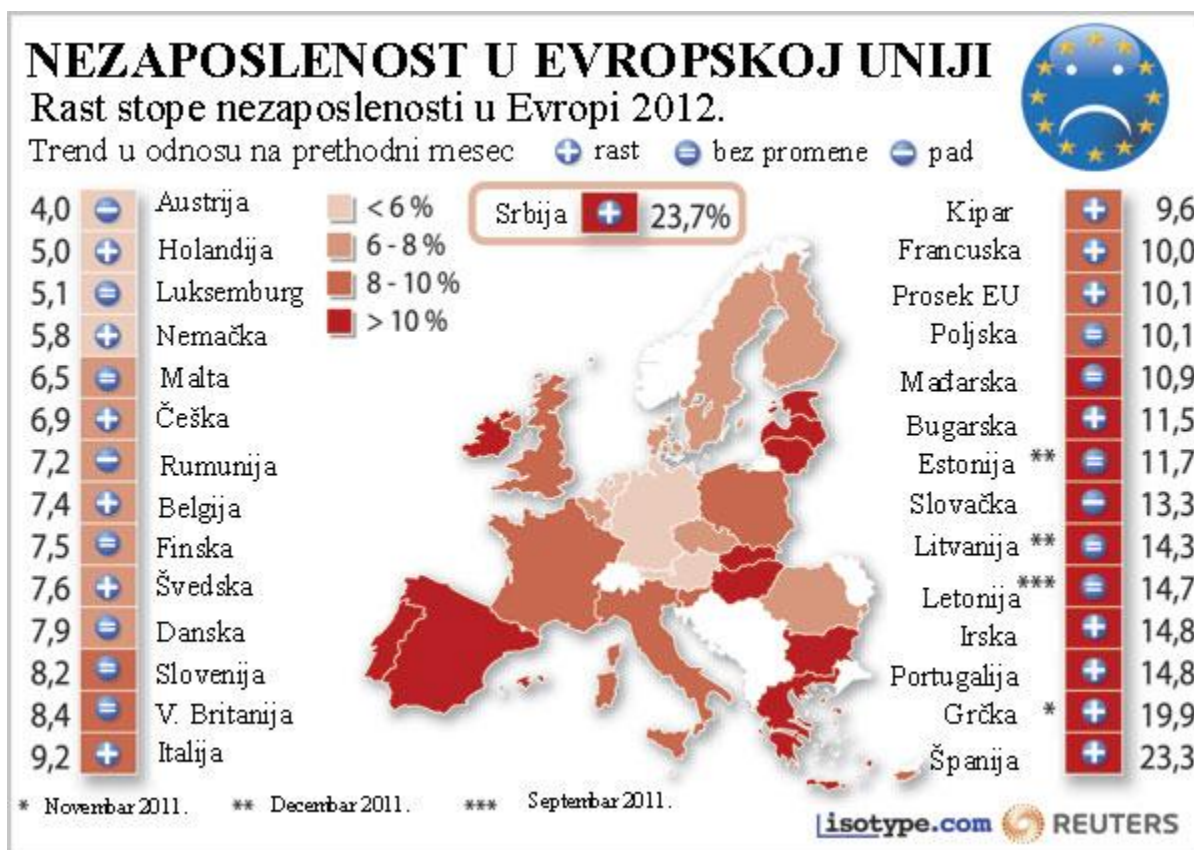 NEZAPOSLENOST U EVROPSKOJ UNIJI
Rast stope nezaposlenosti u Evropi 2012.
Trend u odnosu na prethodni mesec + rast = bez promene − pad
4,0 − Austrija
5,0 + Holandija
5,1 = Luksemburg
5,8 + Nemačka
6,5 = Malta
6,9 + Češka
7,2 − Rumunija
7,4 + Belgija
7,5 = Finska
7,6 + Švedska
7,9 = Danska
8,2 = Slovenija
8,4 = V. Britanija
9,2 + Italija
< 6 %
6 - 8 %
8 - 10 %
> 10 %
Srbija + 23,7%
Kipar + 9,6
Francuska + 10,0
Prosek EU + 10,1
Poljska = 10,1
Mađarska = 10,9
Bugarska + 11,5
Estonija ** = 11,7
Slovačka − 13,3
Litvanija ** = 14,3
Letonija *** = 14,7
Irska + 14,8
Portugalija + 14,8
Grčka * + 19,9
Španija + 23,3
* Novembar 2011. ** Decembar 2011. *** Septembar 2011.
isotype.com REUTERS